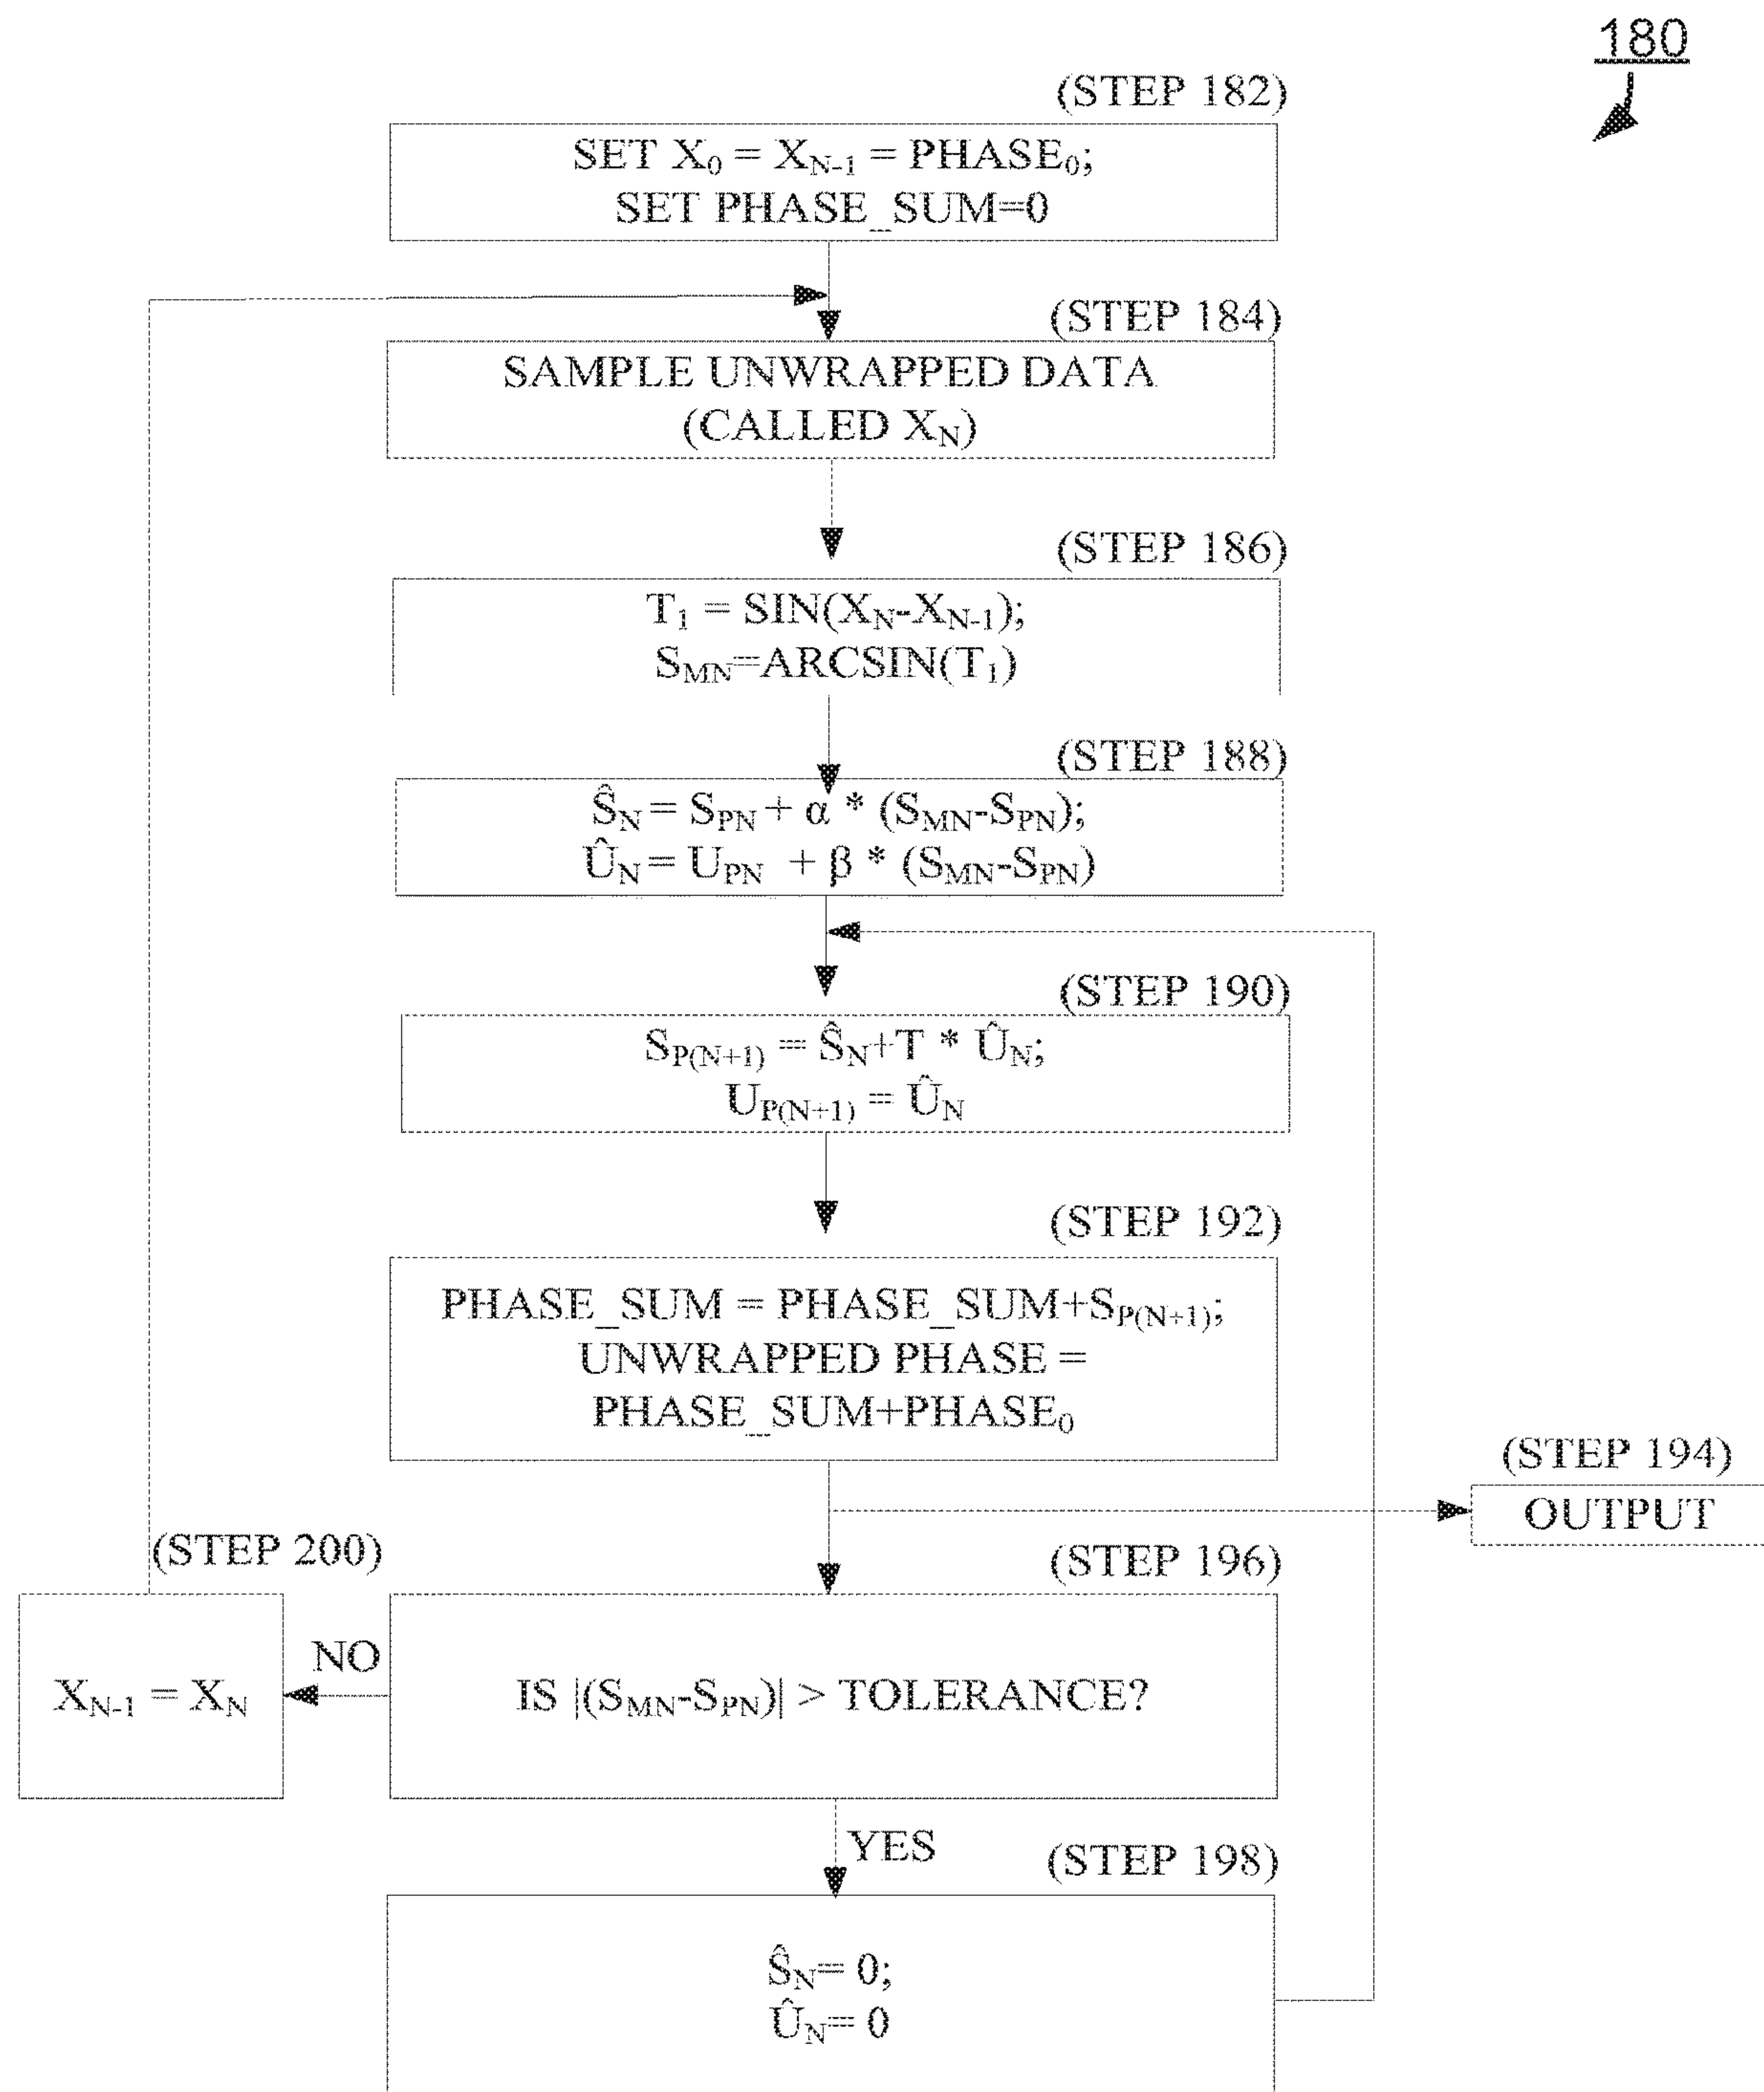 180
(STEP 182)
SET X₀ = X_N-1 = PHASE₀;
SET PHASE_SUM=0
(STEP 184)
SAMPLE UNWRAPPED DATA
(CALLED X_N)
(STEP 186)
T₁ = SIN(X_N-X_N-1);
S_MN=ARCSIN(T₁)
(STEP 188)
Ŝ_N = S_PN + α * (S_MN-S_PN);
Û_N = U_PN + β * (S_MN-S_PN)
(STEP 190)
S_P(N+1) = Ŝ_N+T * Û_N;
U_P(N+1) = Û_N
(STEP 192)
PHASE_SUM = PHASE_SUM+S_P(N+1);
UNWRAPPED PHASE =
PHASE_SUM+PHASE₀
(STEP 194)
OUTPUT
(STEP 196)
IS |(S_MN-S_PN)| > TOLERANCE?
NO
(STEP 200)
X_N-1 = X_N
YES
(STEP 198)
Ŝ_N= 0;
Û_N= 0